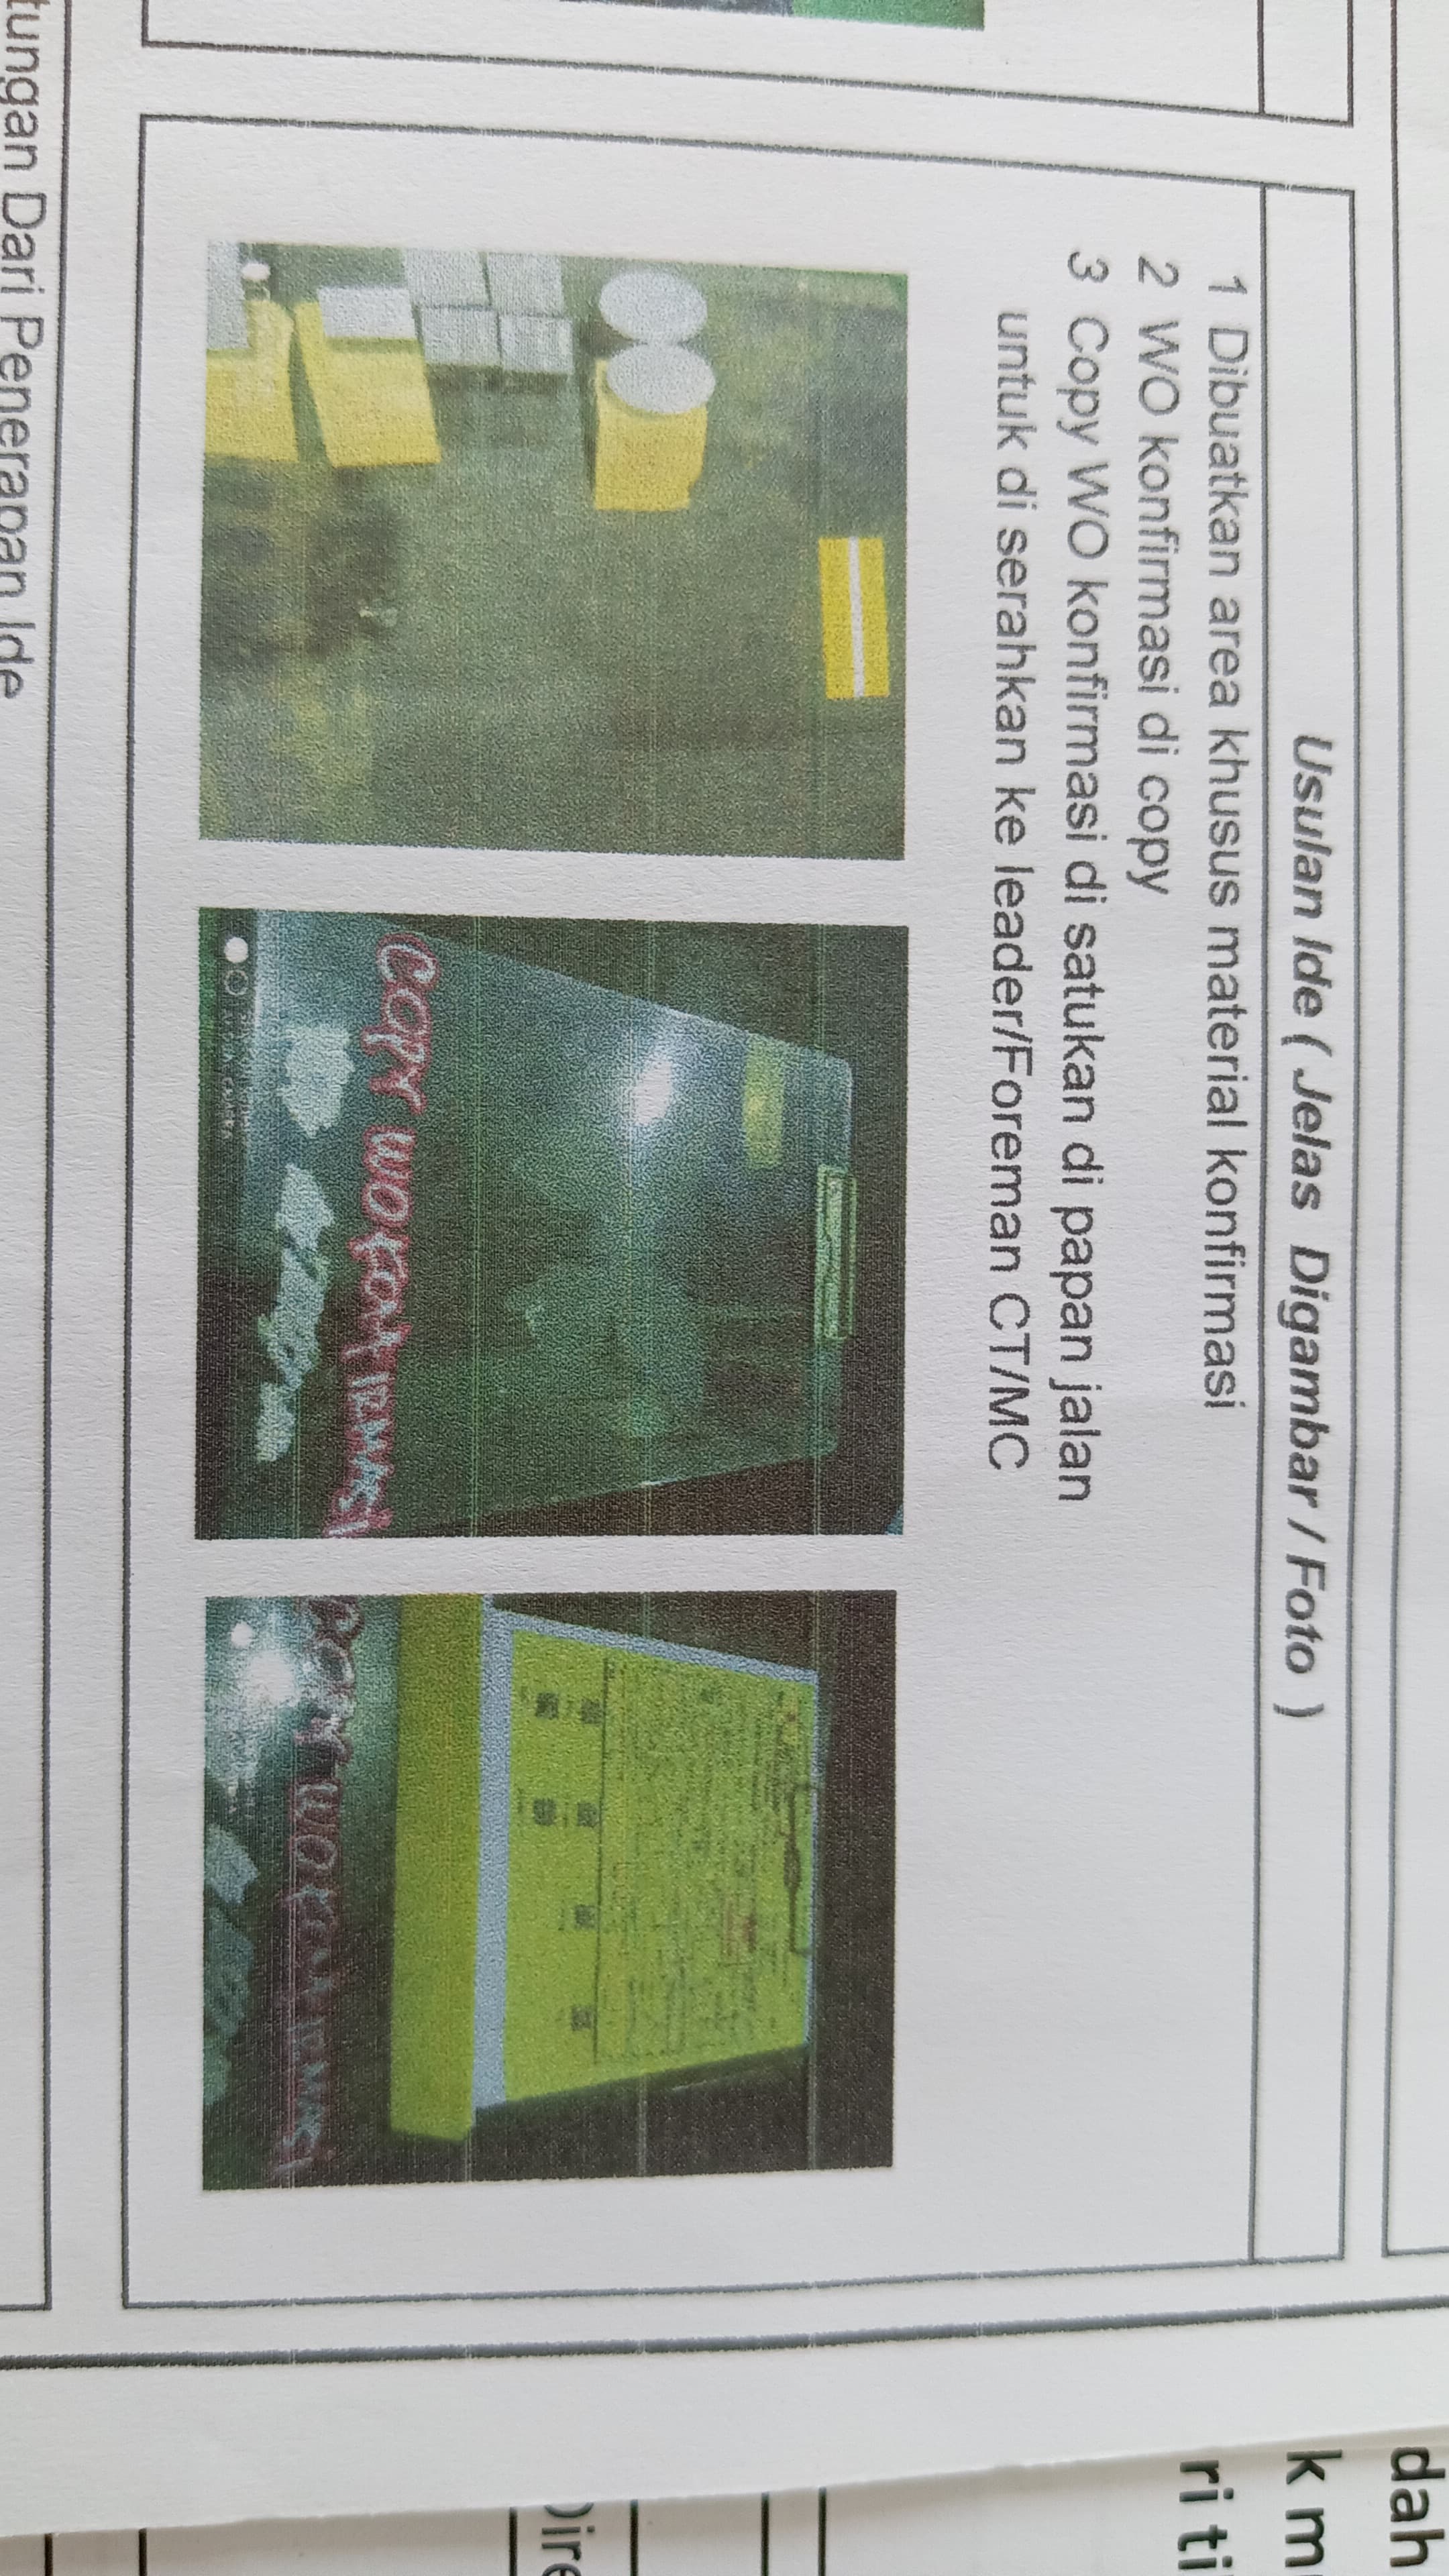 Usulan Ide ( Jelas Digambar / Foto )
1 Dibuatkan area khusus material konfirmasi
2 WO konfirmasi di copy
3 Copy WO konfirmasi di satukan di papan jalan
untuk di serahkan ke leader/Foreman CT/MC
COPY WO KONFIRMASI
WO
tungan Dari Penerapan Ide
dah
k m
ri ti
Dire